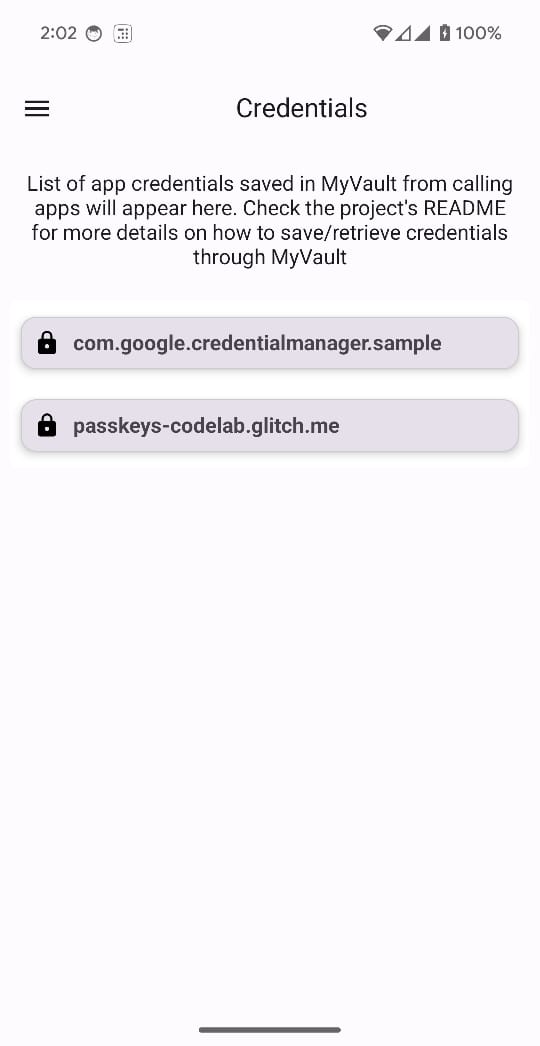 2:02 100%
Credentials
List of app credentials saved in MyVault from calling
apps will appear here. Check the project's README
for more details on how to save/retrieve credentials
through MyVault
com.google.credentialmanager.sample
passkeys-codelab.glitch.me